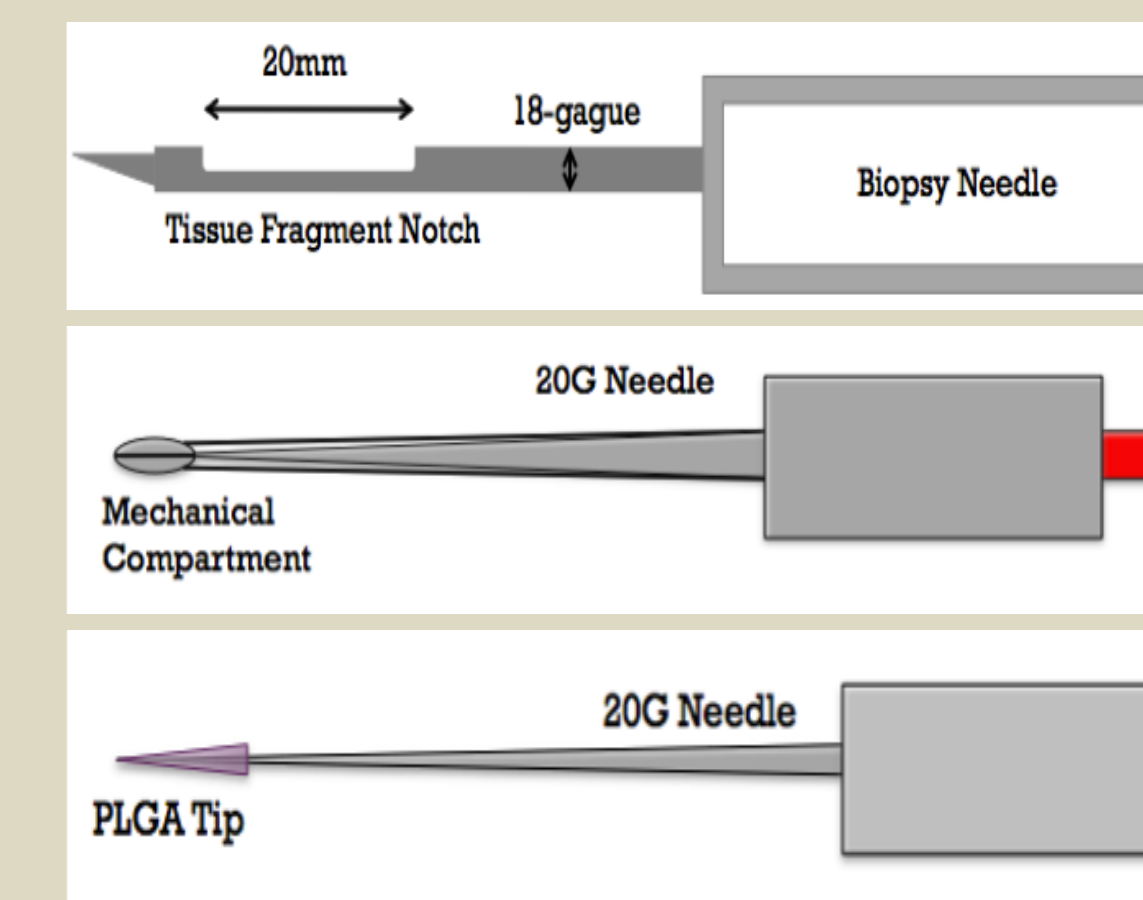 20mm
18-gague
Biopsy Needle
Tissue Fragment Notch
20G Needle
Mechanical
Compartment
20G Needle
PLGA Tip